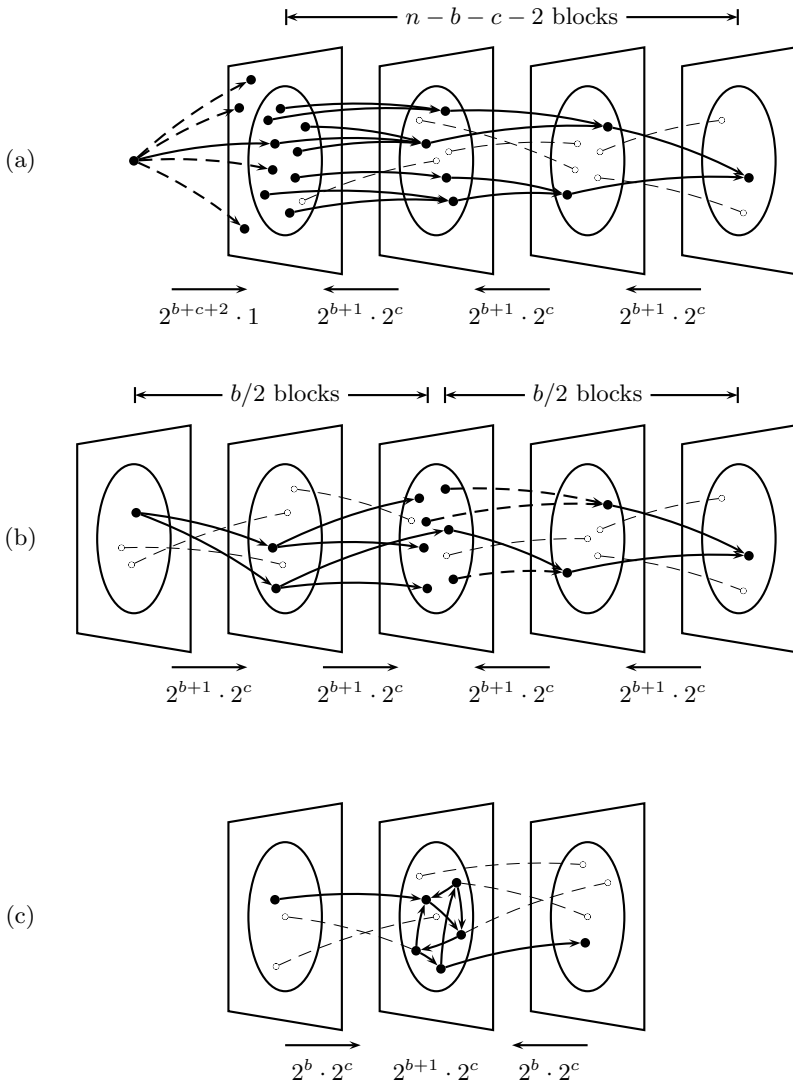 n − b − c − 2 blocks
(a)
2^{b+c+2} · 1 2^{b+1} · 2^c 2^{b+1} · 2^c 2^{b+1} · 2^c
b/2 blocks b/2 blocks
(b)
2^{b+1} · 2^c 2^{b+1} · 2^c 2^{b+1} · 2^c 2^{b+1} · 2^c
(c)
2^b · 2^c 2^{b+1} · 2^c 2^b · 2^c